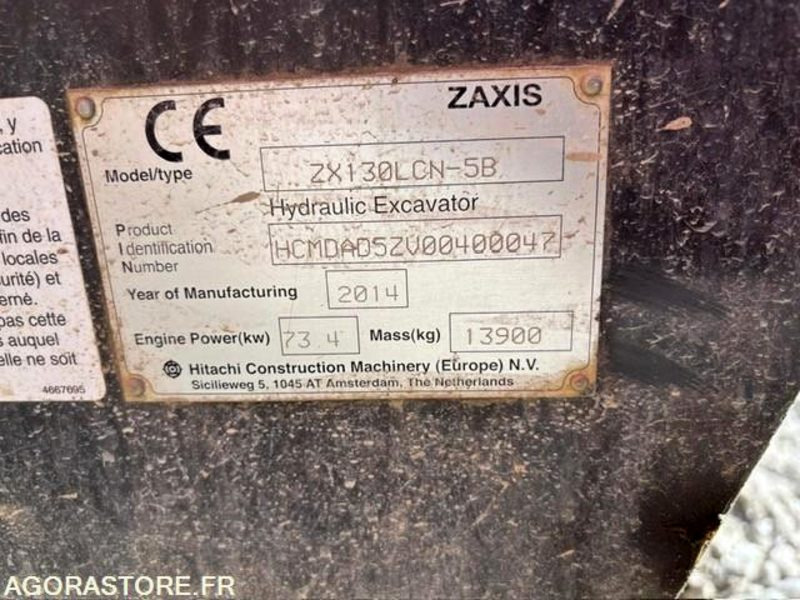 , y
cation
des
fin de la
locales
urité) et
erné.
pas cette
s auquel
elle ne soit
4667695
CE
ZAXIS
Model/type ZX130LCN-5B
Hydraulic Excavator
Product
Identification HCMDAD5ZV00400047
Number
Year of Manufacturing 2014
Engine Power(kw) 73.4 Mass(kg) 13900
Hitachi Construction Machinery (Europe) N.V.
Sicilieweg 5, 1045 AT Amsterdam, The Netherlands
AGORASTORE.FR